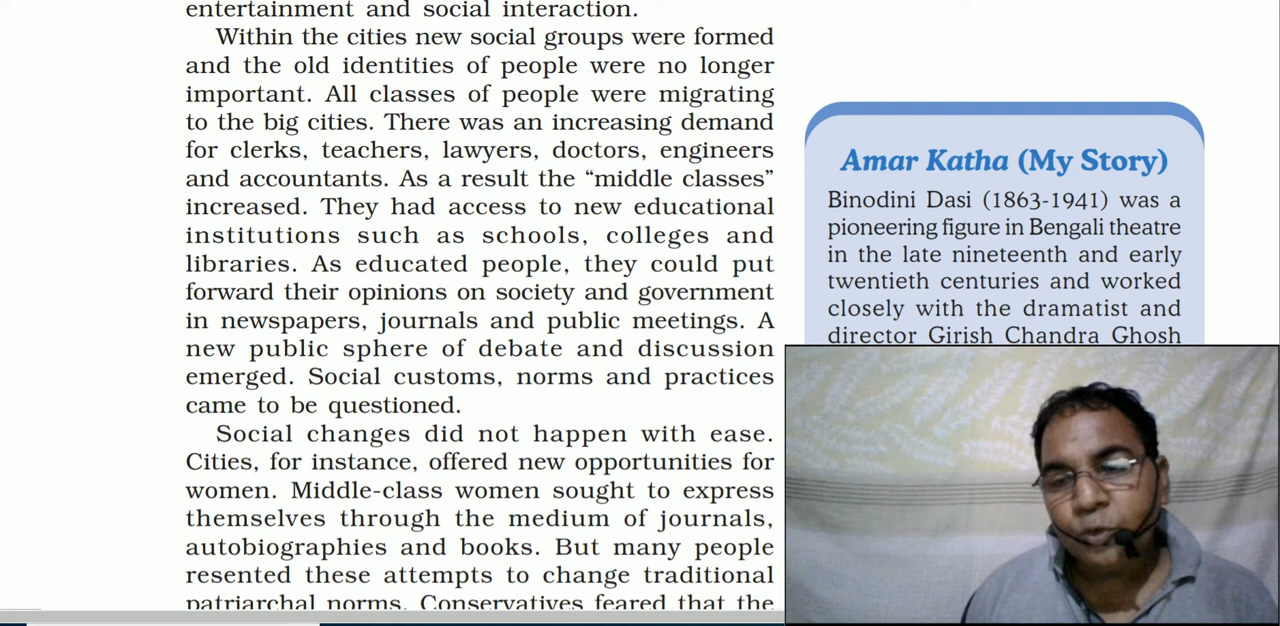 entertainment and social interaction.
Within the cities new social groups were formed
and the old identities of people were no longer
important. All classes of people were migrating
to the big cities. There was an increasing demand
for clerks, teachers, lawyers, doctors, engineers
and accountants. As a result the “middle classes”
increased. They had access to new educational
institutions such as schools, colleges and
libraries. As educated people, they could put
forward their opinions on society and government
in newspapers, journals and public meetings. A
new public sphere of debate and discussion
emerged. Social customs, norms and practices
came to be questioned.
Social changes did not happen with ease.
Cities, for instance, offered new opportunities for
women. Middle-class women sought to express
themselves through the medium of journals,
autobiographies and books. But many people
resented these attempts to change traditional
patriarchal norms. Conservatives feared that the
Amar Katha (My Story)
Binodini Dasi (1863-1941) was a
pioneering figure in Bengali theatre
in the late nineteenth and early
twentieth centuries and worked
closely with the dramatist and
director Girish Chandra Ghosh